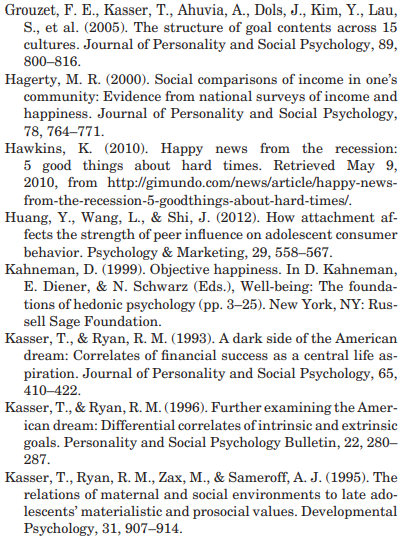 Grouzet, F. E., Kasser, T., Ahuvia, A., Dols, J., Kim, Y., Lau,
S., et al. (2005). The structure of goal contents across 15
cultures. Journal of Personality and Social Psychology, 89,
800–816.
Hagerty, M. R. (2000). Social comparisons of income in one's
community: Evidence from national surveys of income and
happiness. Journal of Personality and Social Psychology,
78, 764–771.
Hawkins, K. (2010). Happy news from the recession:
5 good things about hard times. Retrieved May 9,
2010, from http://gimundo.com/news/article/happy-news-
from-the-recession-5-goodthings-about-hard-times/.
Huang, Y., Wang, L., & Shi, J. (2012). How attachment af-
fects the strength of peer influence on adolescent consumer
behavior. Psychology & Marketing, 29, 558–567.
Kahneman, D. (1999). Objective happiness. In D. Kahneman,
E. Diener, & N. Schwarz (Eds.), Well-being: The founda-
tions of hedonic psychology (pp. 3–25). New York, NY: Rus-
sell Sage Foundation.
Kasser, T., & Ryan, R. M. (1993). A dark side of the American
dream: Correlates of financial success as a central life as-
piration. Journal of Personality and Social Psychology, 65,
410–422.
Kasser, T., & Ryan, R. M. (1996). Further examining the Amer-
ican dream: Differential correlates of intrinsic and extrinsic
goals. Personality and Social Psychology Bulletin, 22, 280–
287.
Kasser, T., Ryan, R. M., Zax, M., & Sameroff, A. J. (1995). The
relations of maternal and social environments to late ado-
lescents' materialistic and prosocial values. Developmental
Psychology, 31, 907–914.